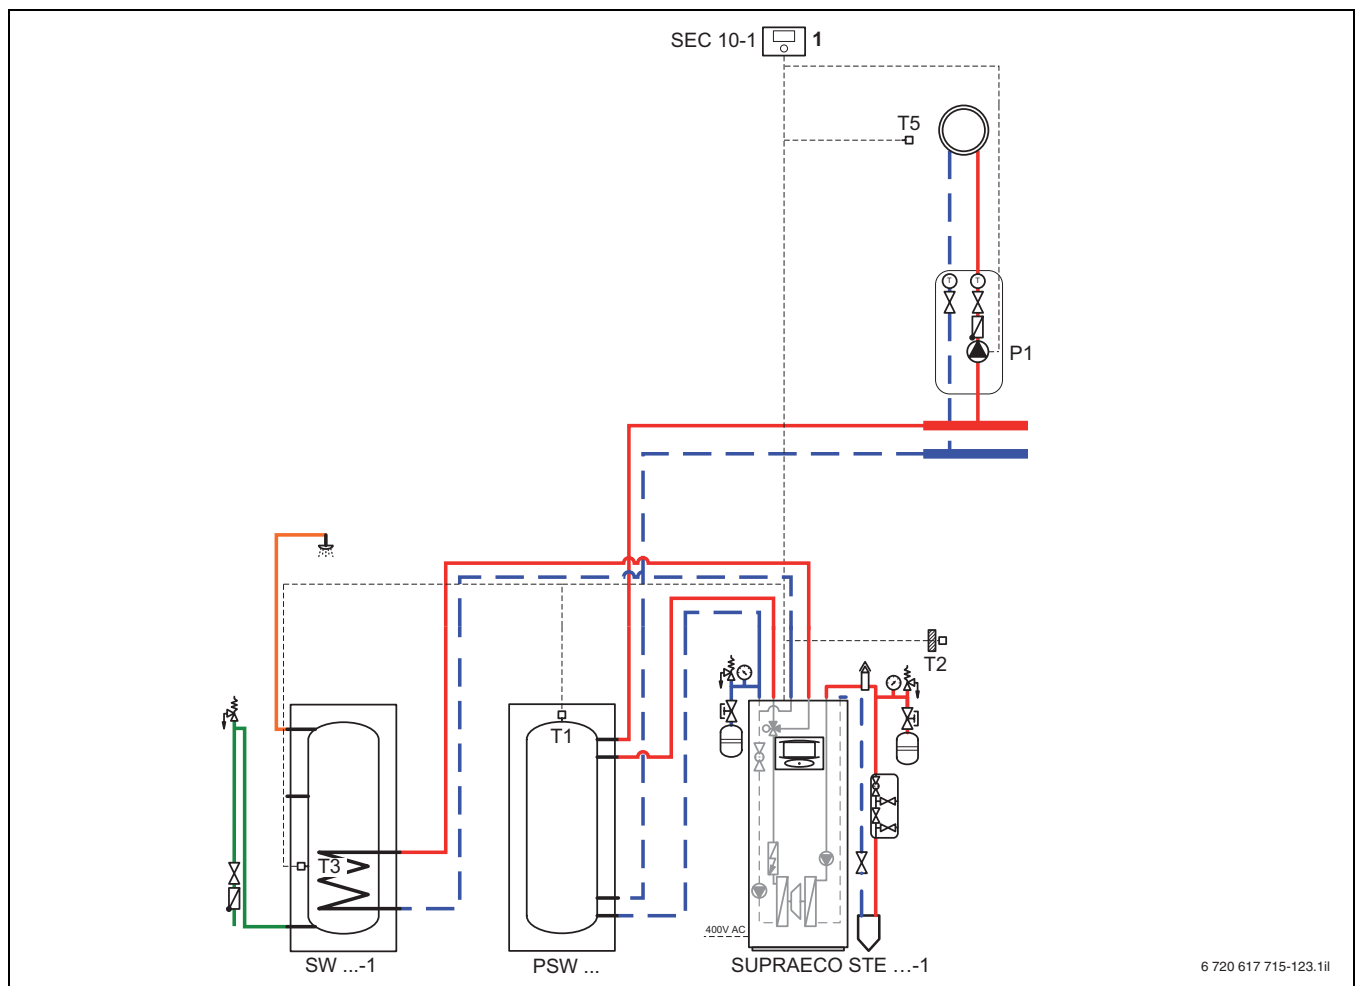 SEC 10-1
1
T5
T
T
P1
T2
T1
T3
400V AC
SW ...-1
PSW ...
SUPRAECO STE ...-1
6 720 617 715-123.1il